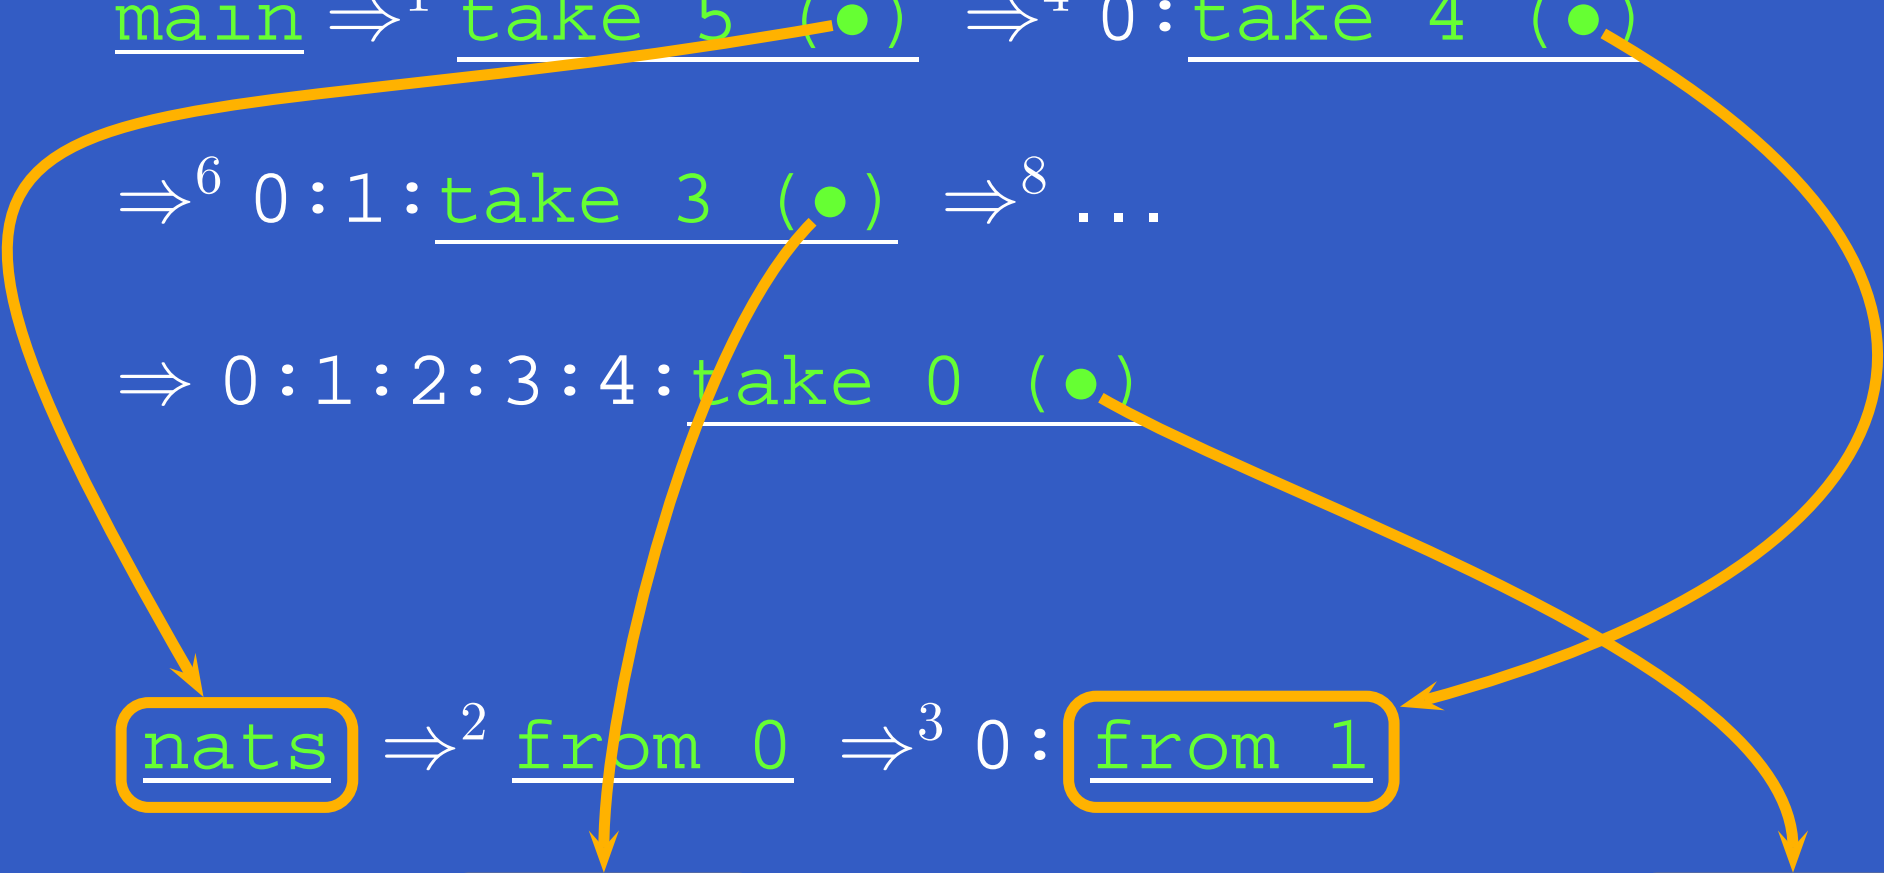 main ⇒¹ take 5 (●) ⇒⁴ 0:take 4 (●)
⇒⁶ 0:1:take 3 (●) ⇒⁸ ...
⇒ 0:1:2:3:4:take 0 (●)
nats ⇒² from 0 ⇒³ 0:from 1